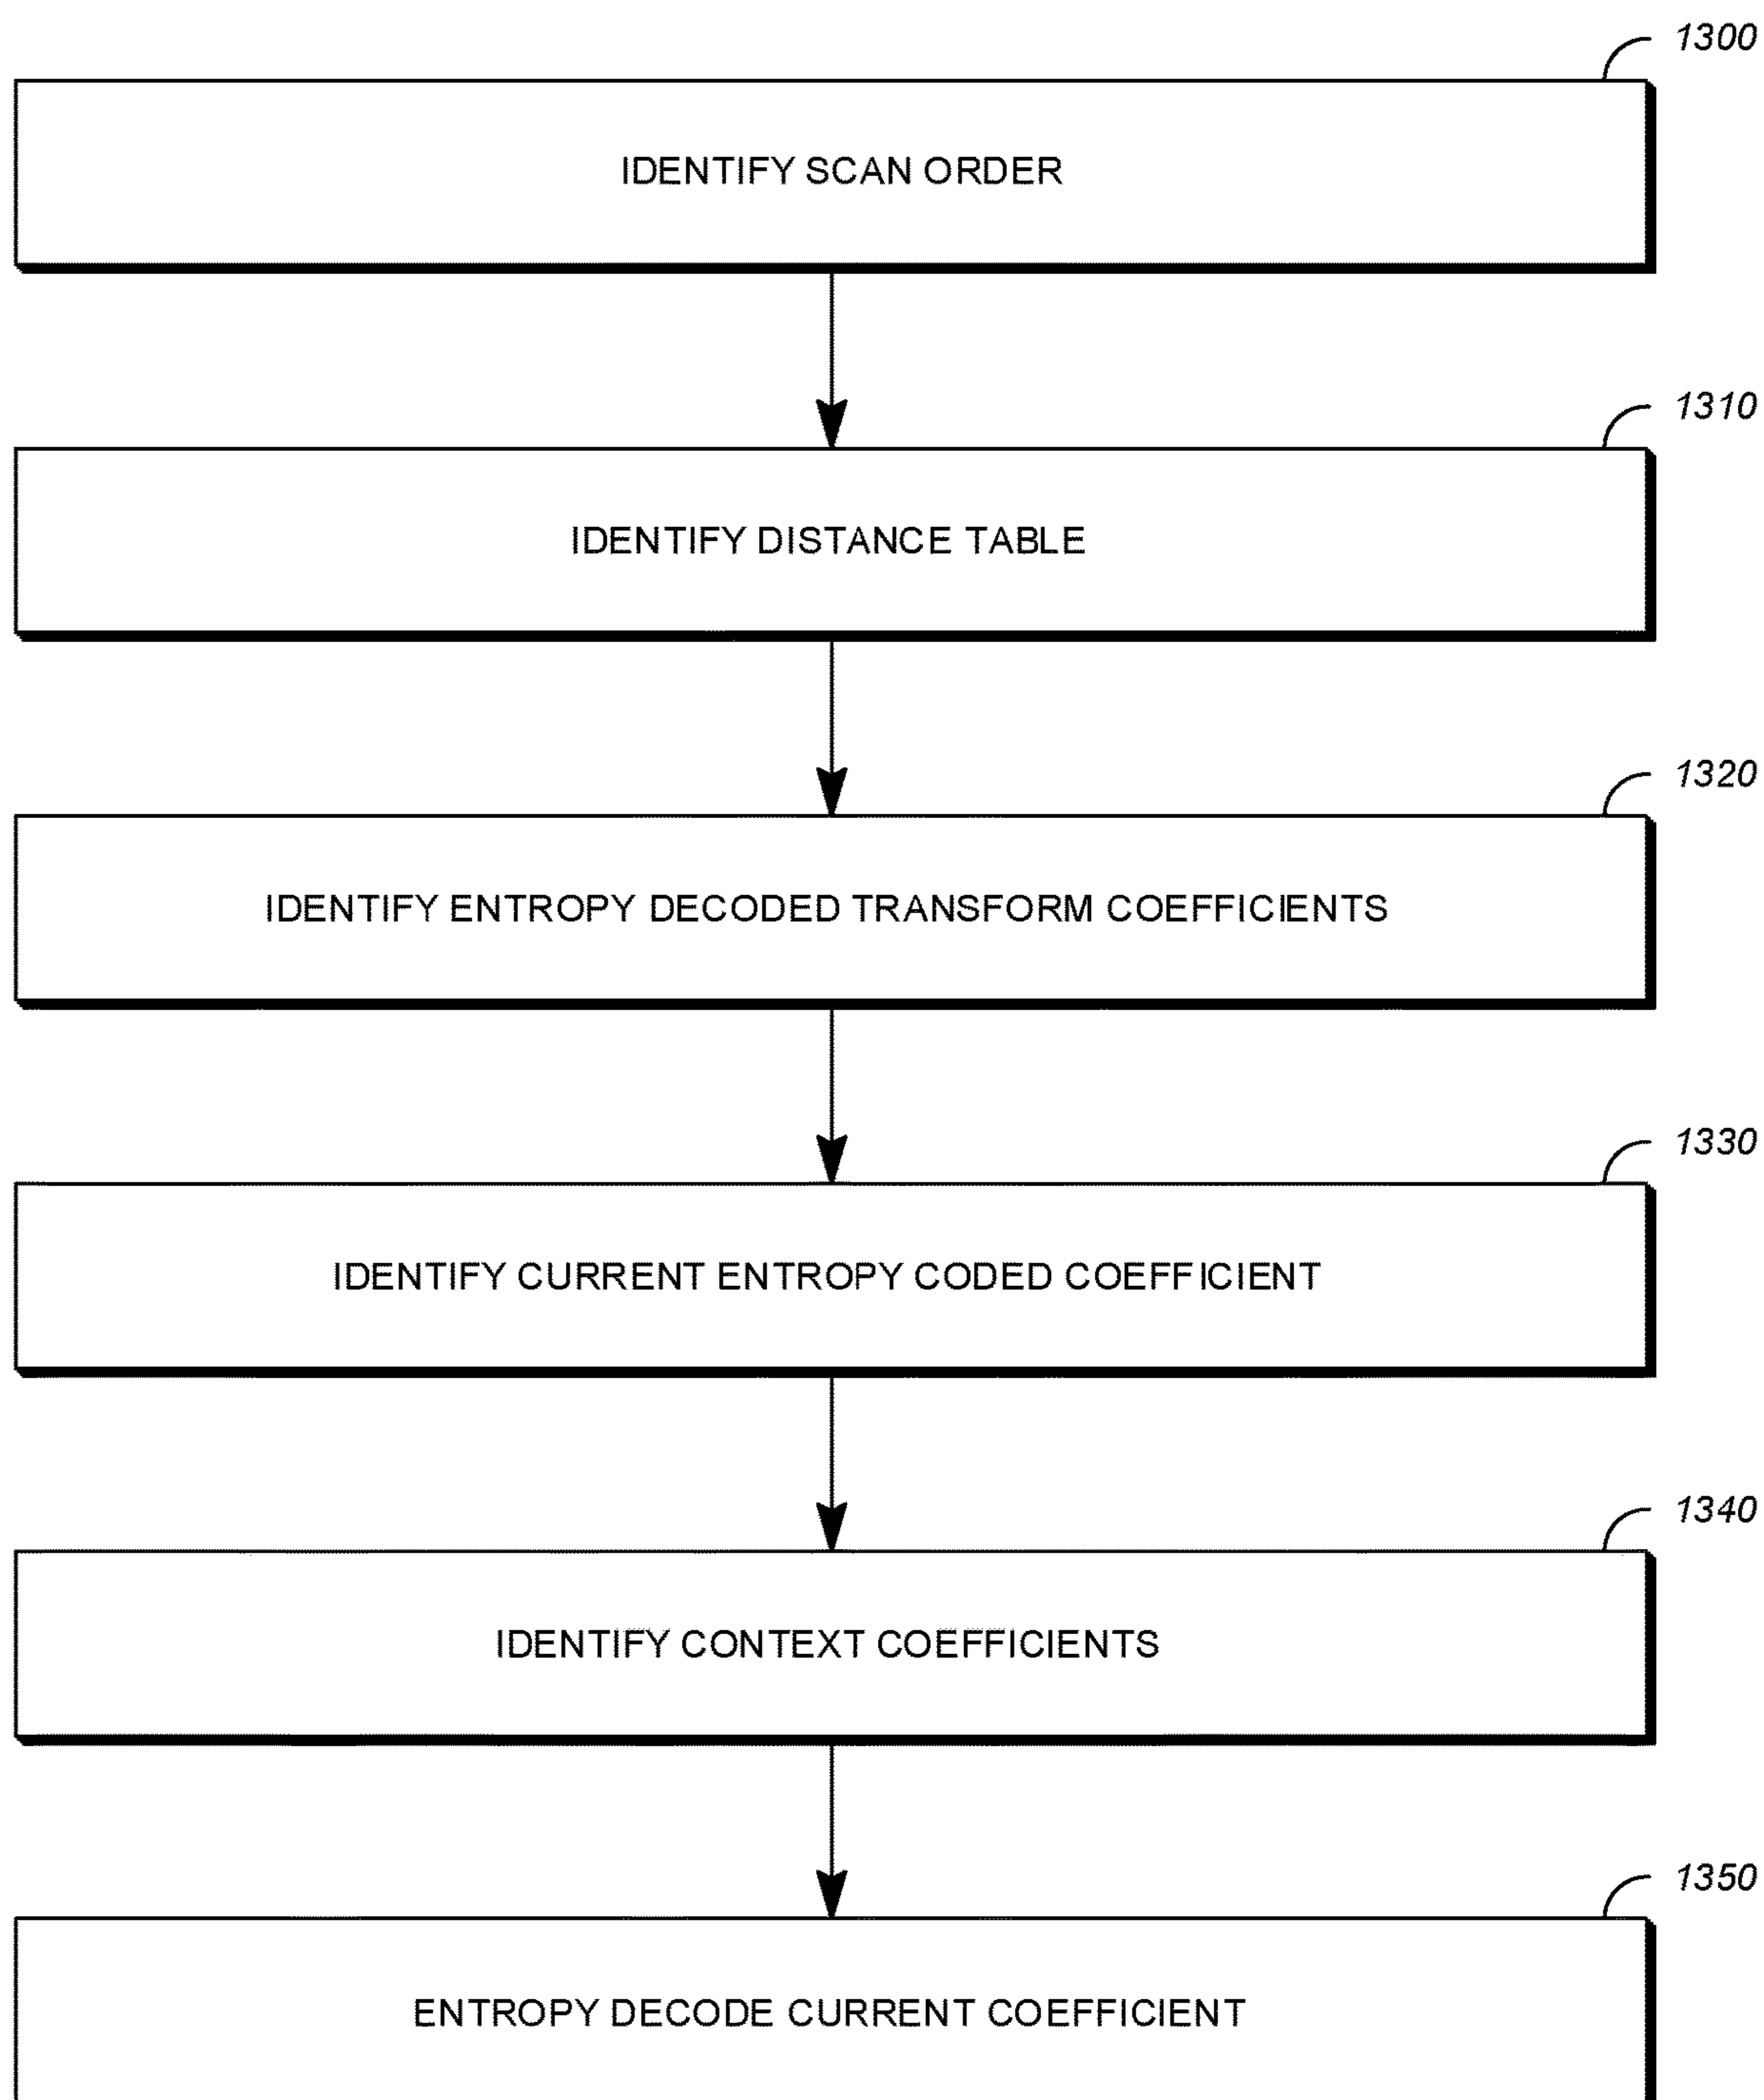 1300
IDENTIFY SCAN ORDER
1310
IDENTIFY DISTANCE TABLE
1320
IDENTIFY ENTROPY DECODED TRANSFORM COEFFICIENTS
1330
IDENTIFY CURRENT ENTROPY CODED COEFFICIENT
1340
IDENTIFY CONTEXT COEFFICIENTS
1350
ENTROPY DECODE CURRENT COEFFICIENT